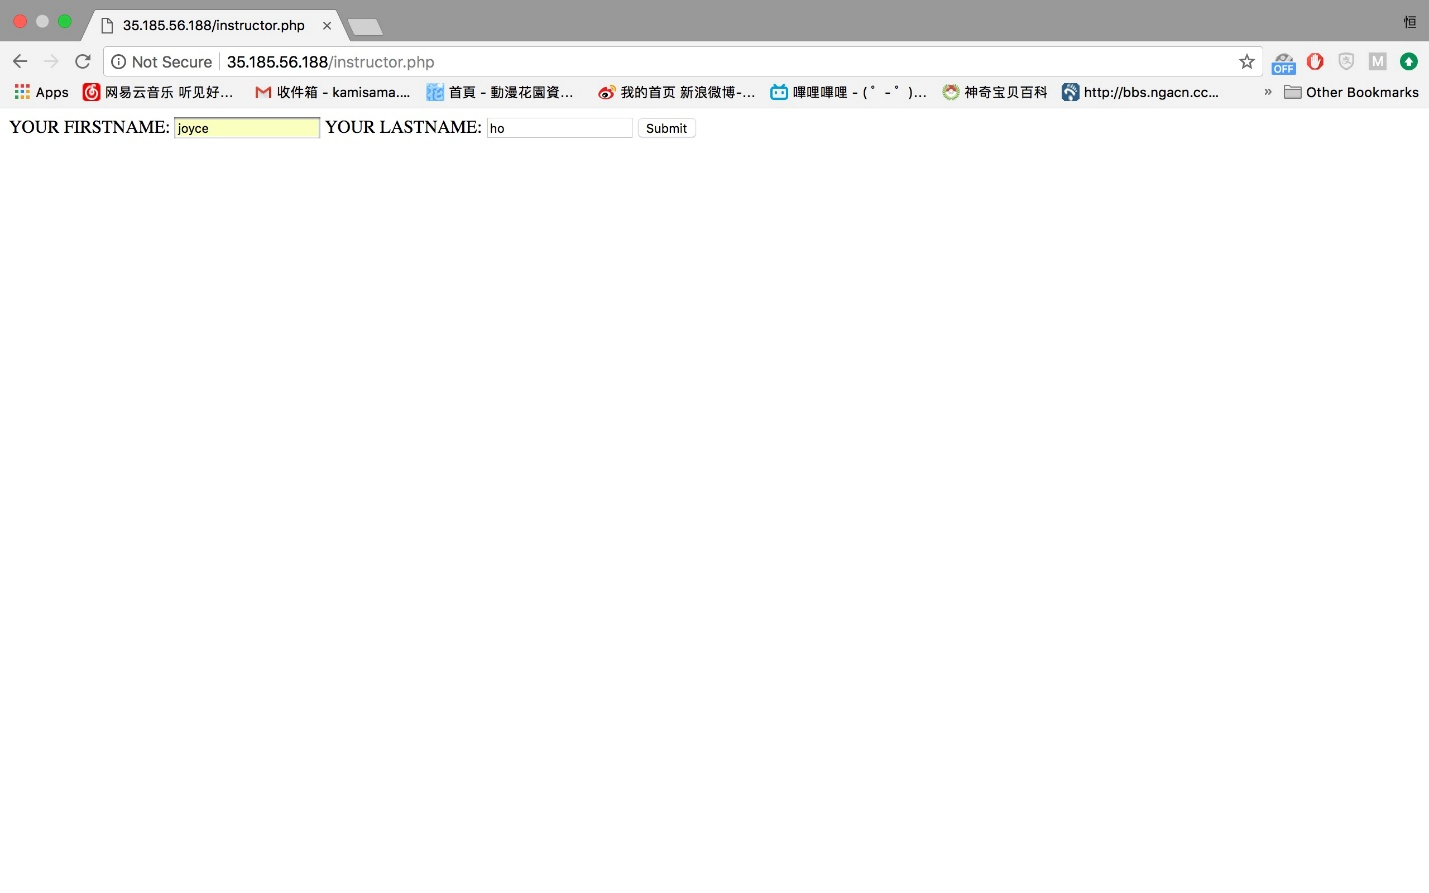 35.185.56.188/instructor.php 恒
Not Secure 35.185.56.188/instructor.php OFF M
Apps 网易云音乐 听见好... 收件箱 - kamisama.... 首頁 - 動漫花園資... 我的首页 新浪微博-... 嗶哩嗶哩 - ( ゜- ゜)... 神奇宝贝百科 http://bbs.ngacn.cc... » Other Bookmarks
YOUR FIRSTNAME: joyce YOUR LASTNAME: ho Submit